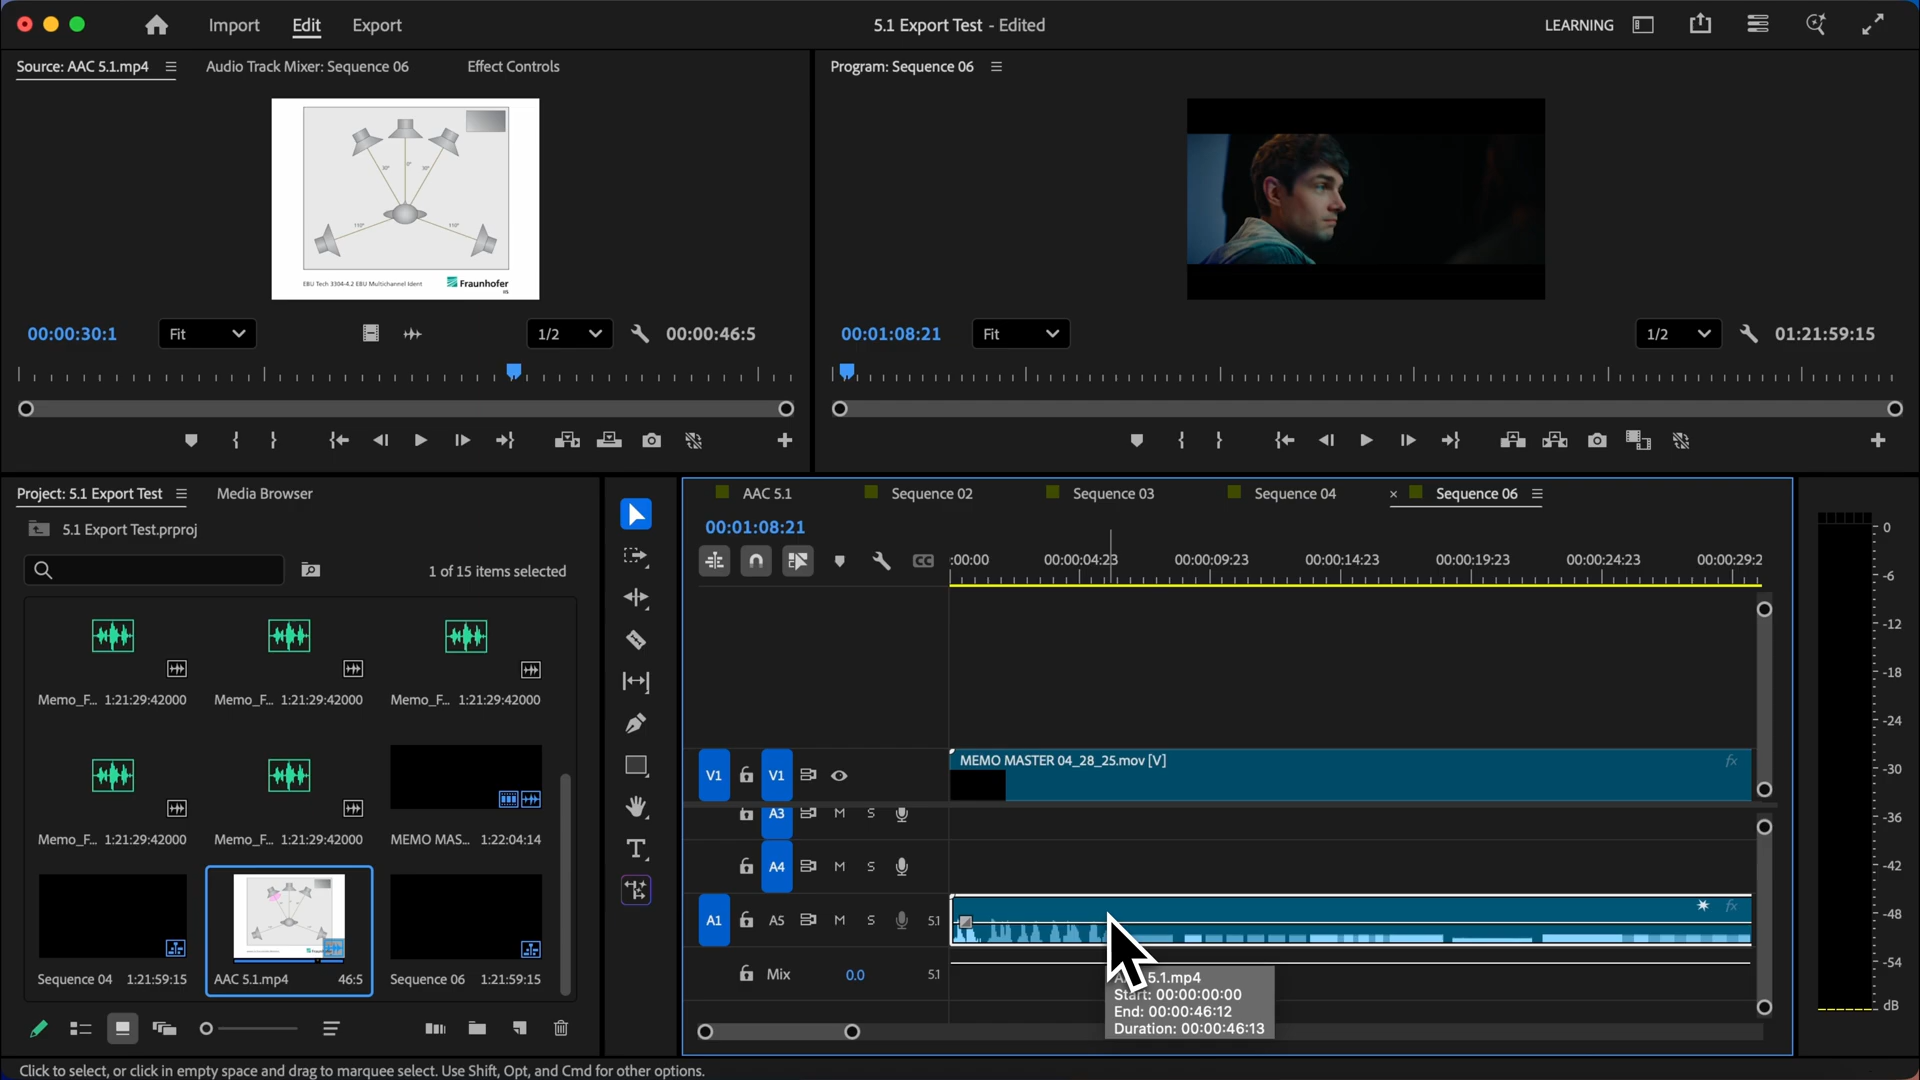 Import
Edit
Export
5.1 Export Test - Edited
LEARNING
Source: AAC 5.1.mp4
Audio Track Mixer: Sequence 06
Effect Controls
Program: Sequence 06
30°
0°
30°
110°
110°
EBU Tech 3304-4.2 EBU Multichannel Ident
Fraunhofer
IIS
00:00:30:1
Fit
1/2
00:00:46:5
00:01:08:21
Fit
1/2
01:21:59:15
Project: 5.1 Export Test
Media Browser
5.1 Export Test.prproj
1 of 15 items selected
Memo_F... 1:21:29:42000
Memo_F... 1:21:29:42000
Memo_F... 1:21:29:42000
Memo_F... 1:21:29:42000
Memo_F... 1:21:29:42000
MEMO MAS... 1:22:04:14
Sequence 04 1:21:59:15
AAC 5.1.mp4 46:5
Sequence 06 1:21:59:15
AAC 5.1
Sequence 02
Sequence 03
Sequence 04
× Sequence 06
00:01:08:21
CC
:00:00
00:00:04:23
00:00:09:23
00:00:14:23
00:00:19:23
00:00:24:23
00:00:29:2
V1 V1
MEMO MASTER 04_28_25.mov [V]
fx
A3 M S
A4 M S
A1 A5 M S 5.1
fx
Mix 0.0 5.1
5.1.mp4
Start: 00:00:00:00
End: 00:00:46:12
Duration: 00:00:46:13
0
-6
-12
-18
-24
-30
-36
-42
-48
-54
dB
Click to select, or click in empty space and drag to marquee select. Use Shift, Opt, and Cmd for other options.